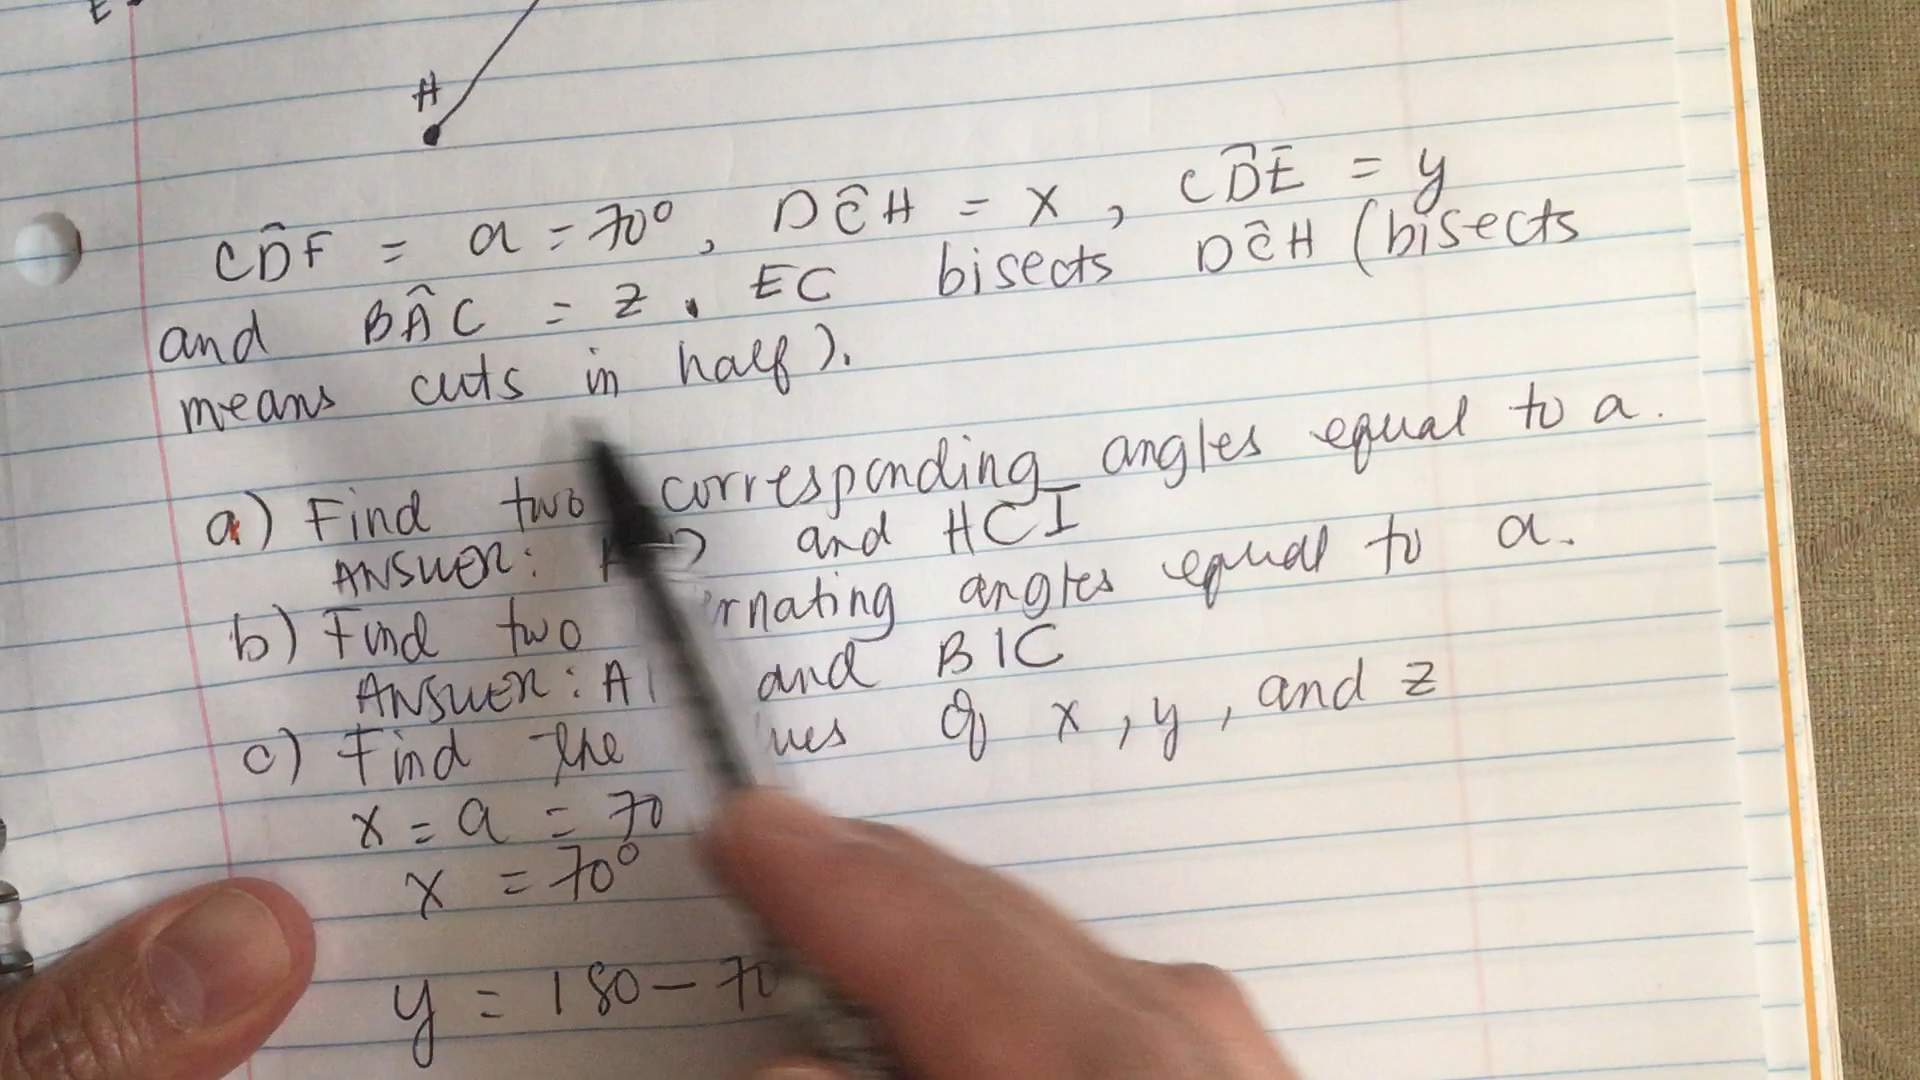 E
H
CD̂F = a = 70°, DĈH = x, CD̂E = y
and BÂC = z. EC bisects DĈH (bisects
means cuts in half).
a) Find two corresponding angles equal to a.
ANSWER: and HCI
b) Find two angles equal to a.
ANSWER: and BIC
c) Find the of x, y, and z
x = a = 70
x = 70°
y = 180 - 70